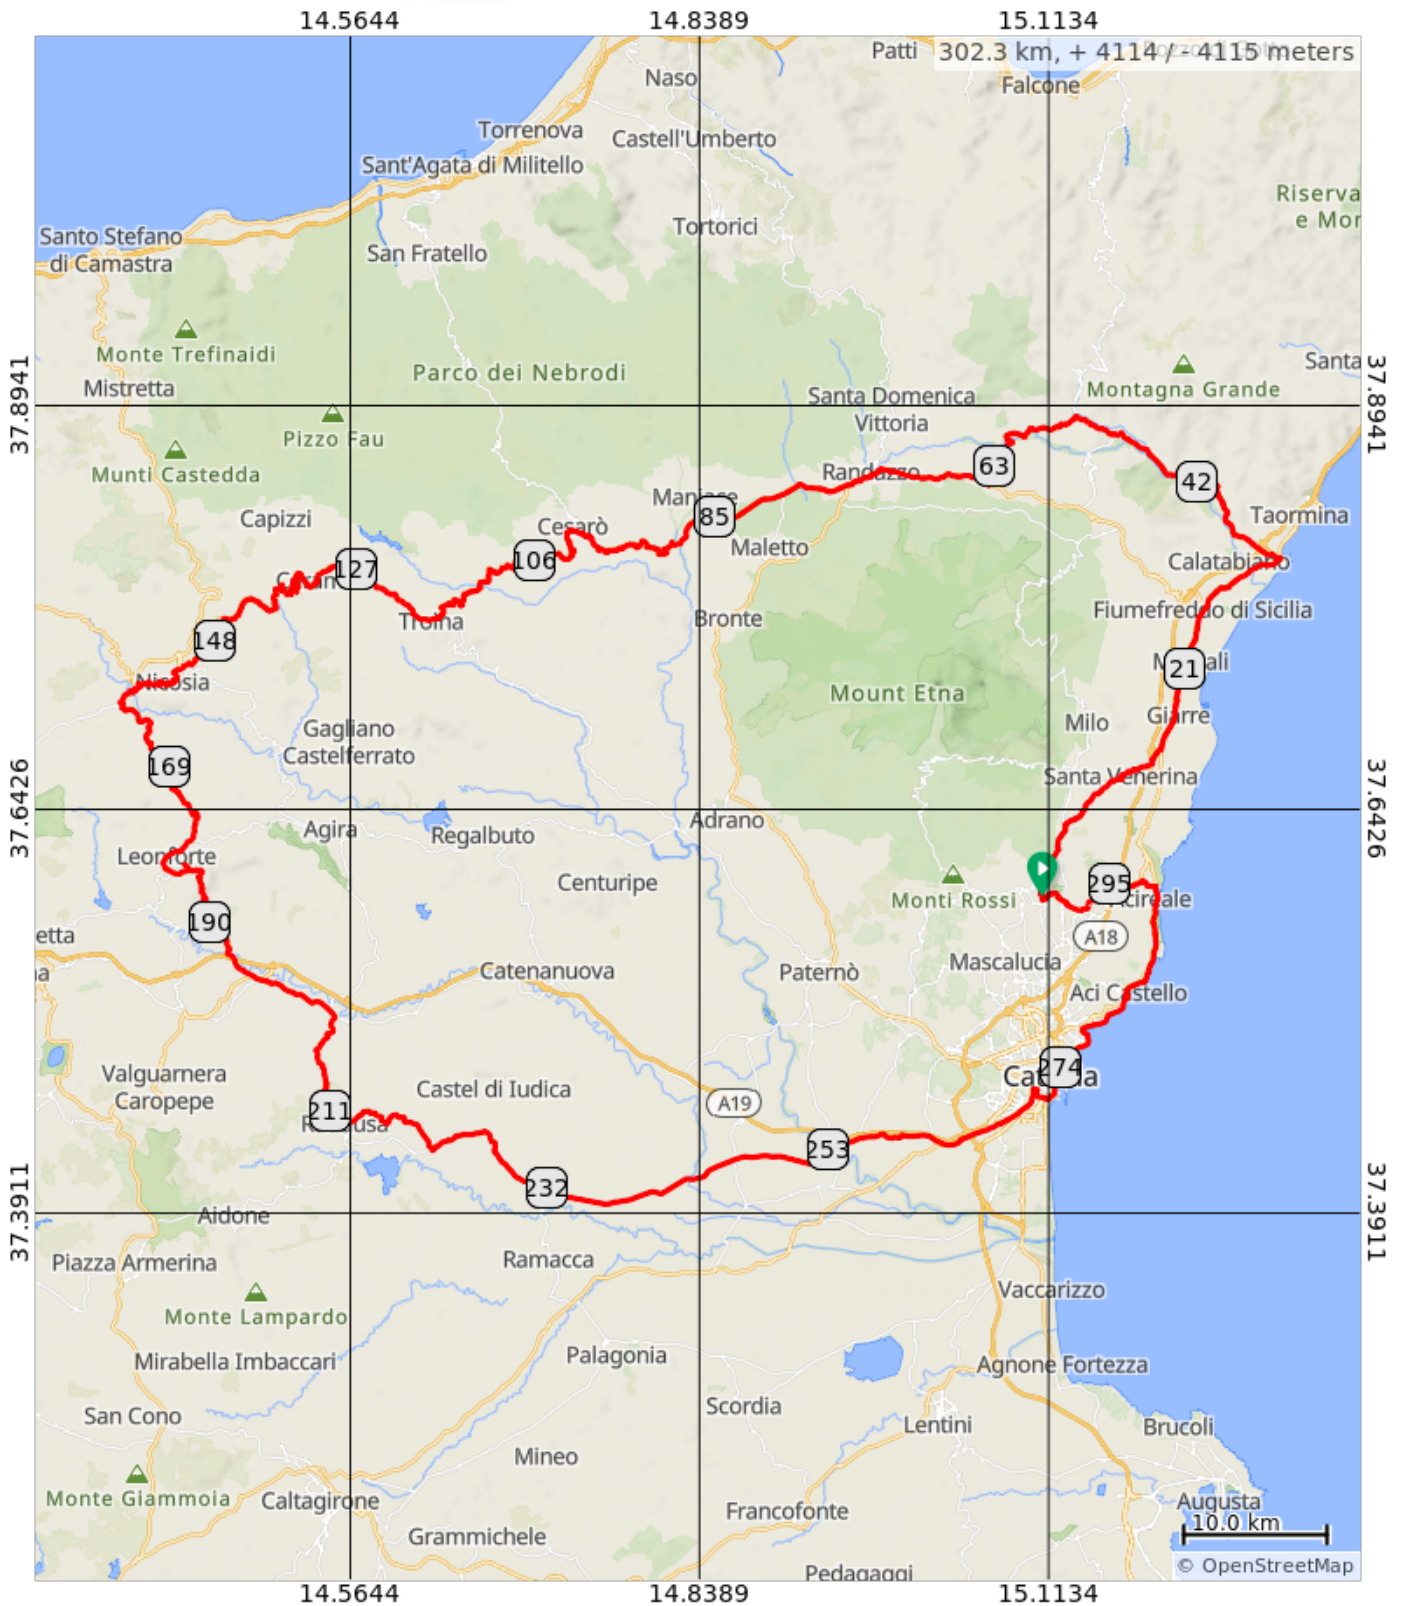 14.5644 14.8389 15.1134
302.3 km, + 4114 / - 4115 meters
Patti
Naso
Falcone
Torrenova
Castell'Umberto
Sant'Agata di Militello
Riserva
e Mor
Tortorici
Santo Stefano
di Camastra
San Fratello
Monte Trefinaidi
Mistretta
Parco dei Nebrodi
Santa
Montagna Grande
37.8941
37.8941
Santa Domenica
Vittoria
Pizzo Fau
Munti Castedda
63
Randazzo
42
Maniace
85
Capizzi
Cesarò
Taormina
Maletto
106
127
Calatabiano
Troina
Bronte
Fiumefreddo di Sicilia
148
21
Nicosia
Mount Etna
Milo
Giarre
Gagliano
Castelferrato
169
Santa Venerina
37.6426
37.6426
Agira
Regalbuto
Adrano
Leonforte
Centuripe
Monti Rossi
295
190
etta
A18
Mascalucia
Catenanuova
Paternò
Aci Castello
Valguarnera
Caropepe
Castel di Iudica
274
A19
211
253
232
37.3911
37.3911
Aidone
Piazza Armerina
Ramacca
Vaccarizzo
Monte Lampardo
Mirabella Imbaccari
Palagonia
Agnone Fortezza
San Cono
Scordia
Lentini
Brucoli
Mineo
Monte Giammoia
Caltagirone
Francofonte
Augusta
10.0 km
Grammichele
Pedagaggi
© OpenStreetMap
14.5644 14.8389 15.1134